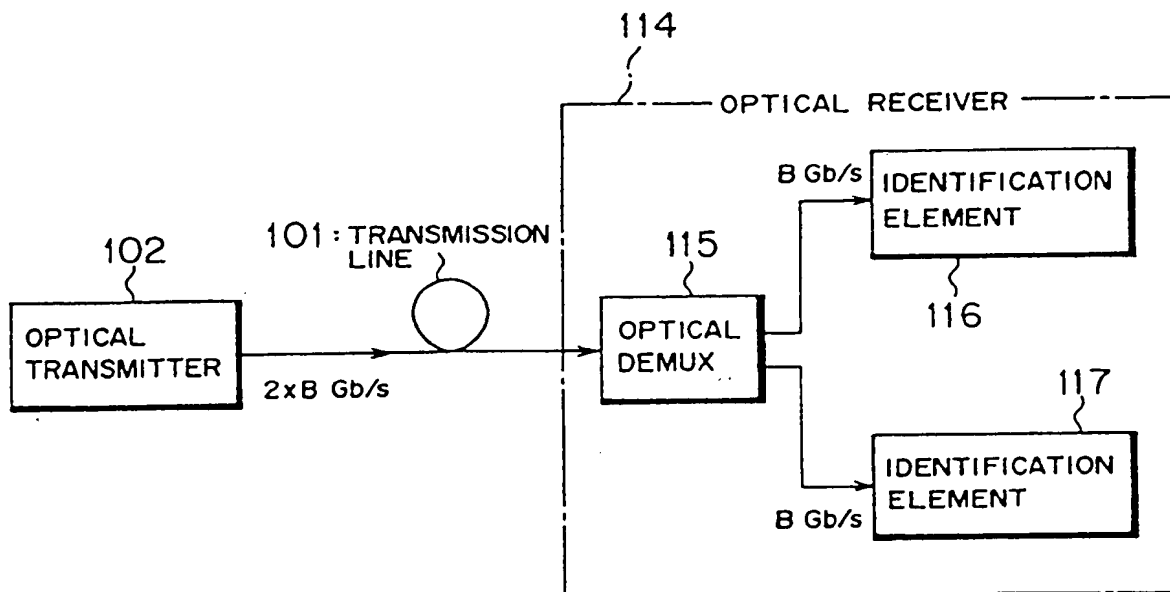 114
OPTICAL RECEIVER
B Gb/s
IDENTIFICATION
ELEMENT
116
101: TRANSMISSION
LINE
102
OPTICAL
TRANSMITTER
2xB Gb/s
115
OPTICAL
DEMUX
117
IDENTIFICATION
ELEMENT
B Gb/s